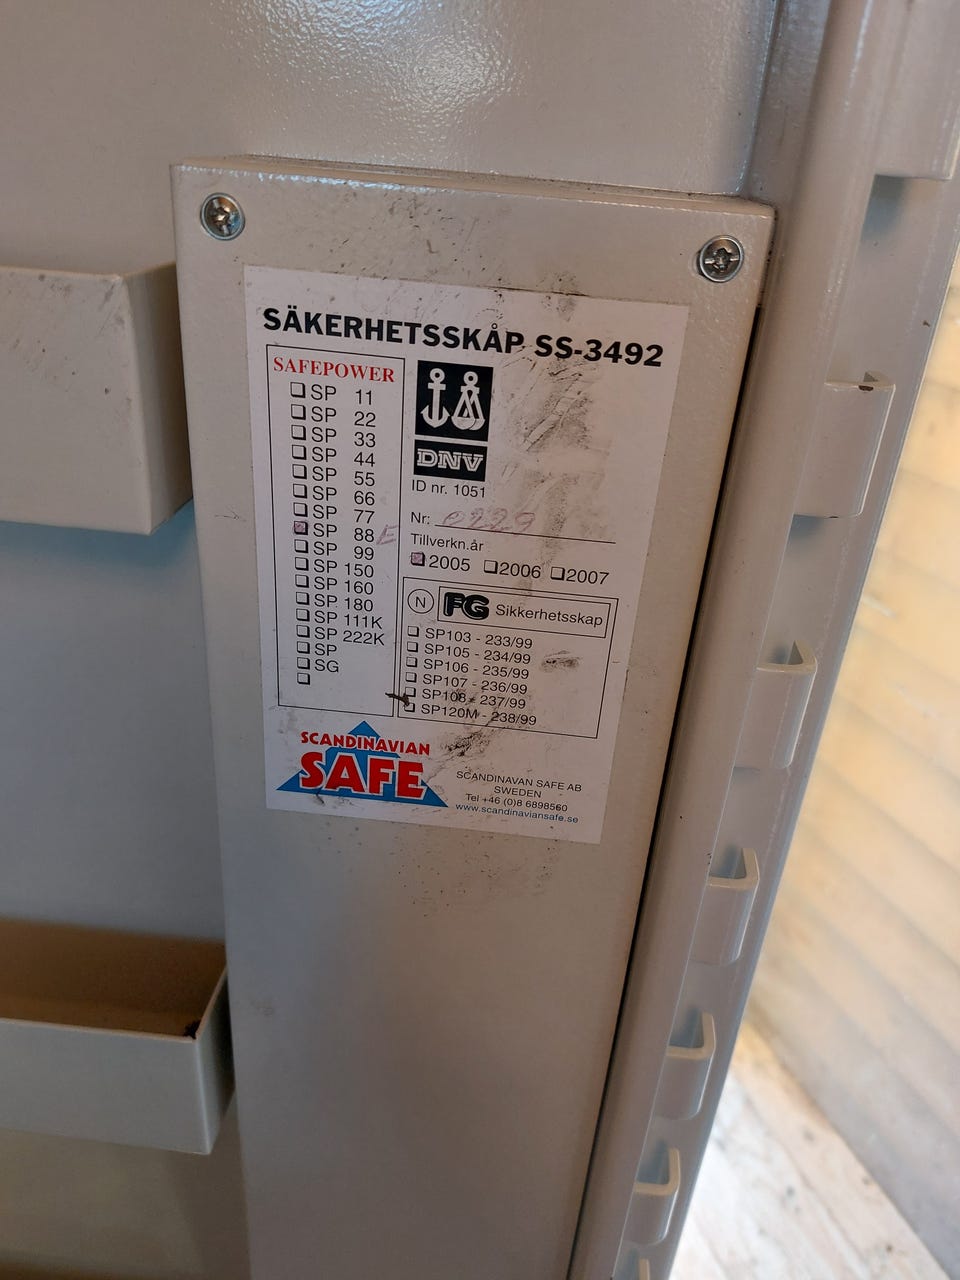 SÄKERHETSSKÅP SS-3492
SAFEPOWER
SP 11
SP 22
SP 33
SP 44
SP 55
SP 66
SP 77
SP 88 E
SP 99
SP 150
SP 160
SP 180
SP 111K
SP 222K
SP
SG
DNV
ID nr. 1051
Nr: 0229
Tillverkn.år
2005 2006 2007
N FG Sikkerhetsskap
SP103 - 233/99
SP105 - 234/99
SP106 - 235/99
SP107 - 236/99
SP108 - 237/99
SP120M - 238/99
SCANDINAVIAN
SAFE
SCANDINAVAN SAFE AB
SWEDEN
Tel +46 (0)8 6898560
www.scandinaviansafe.se